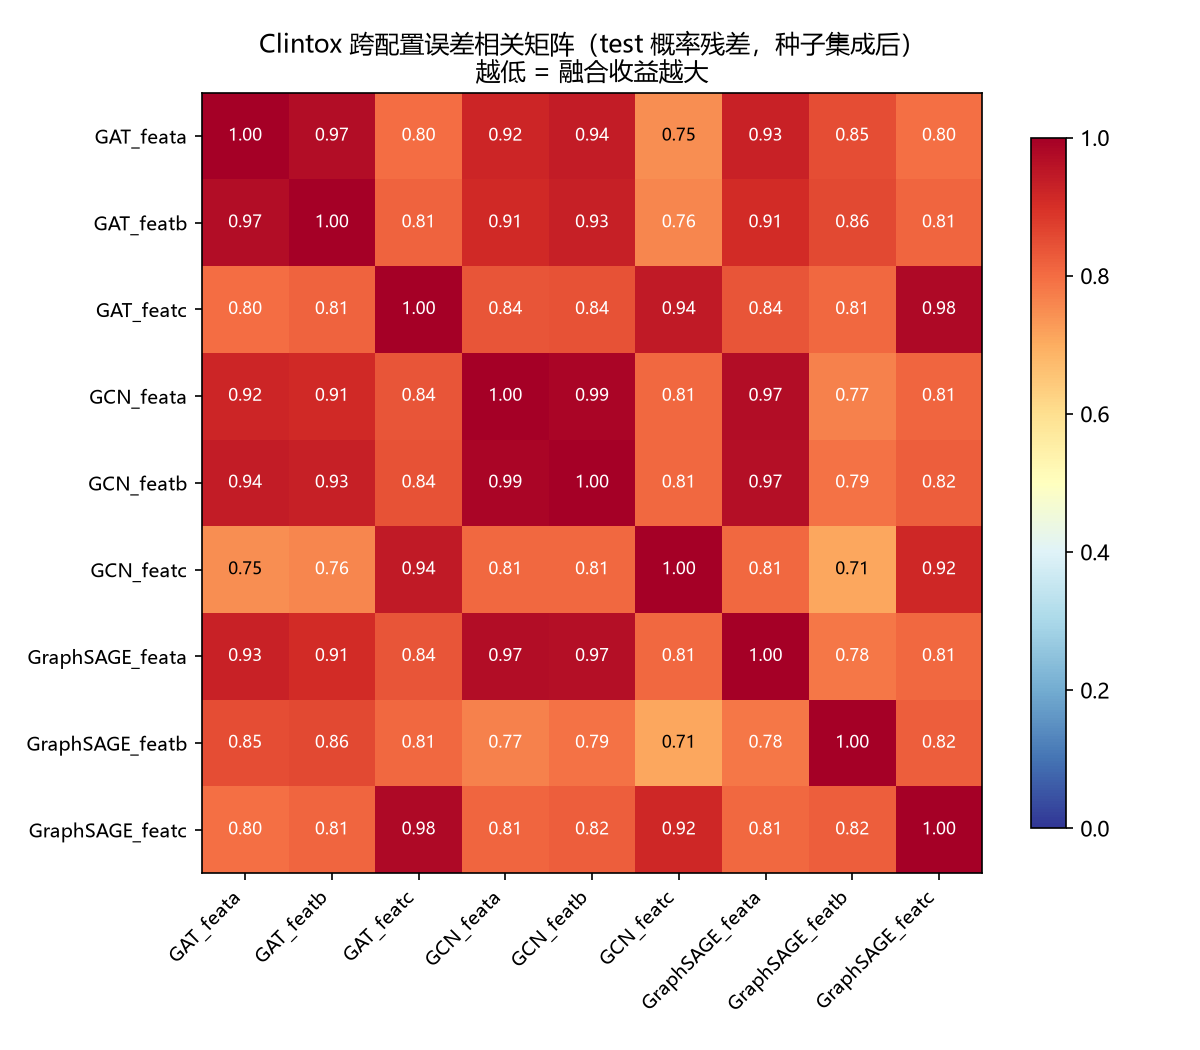 Clintox 跨配置误差相关矩阵（test 概率残差，种子集成后）
越低 = 融合收益越大
GAT_feata 1.00 0.97 0.80 0.92 0.94 0.75 0.93 0.85 0.80
GAT_featb 0.97 1.00 0.81 0.91 0.93 0.76 0.91 0.86 0.81
GAT_featc 0.80 0.81 1.00 0.84 0.84 0.94 0.84 0.81 0.98
GCN_feata 0.92 0.91 0.84 1.00 0.99 0.81 0.97 0.77 0.81
GCN_featb 0.94 0.93 0.84 0.99 1.00 0.81 0.97 0.79 0.82
GCN_featc 0.75 0.76 0.94 0.81 0.81 1.00 0.81 0.71 0.92
GraphSAGE_feata 0.93 0.91 0.84 0.97 0.97 0.81 1.00 0.78 0.81
GraphSAGE_featb 0.85 0.86 0.81 0.77 0.79 0.71 0.78 1.00 0.82
GraphSAGE_featc 0.80 0.81 0.98 0.81 0.82 0.92 0.81 0.82 1.00
GAT_feata
GAT_featb
GAT_featc
GCN_feata
GCN_featb
GCN_featc
GraphSAGE_feata
GraphSAGE_featb
GraphSAGE_featc
1.0
0.8
0.6
0.4
0.2
0.0